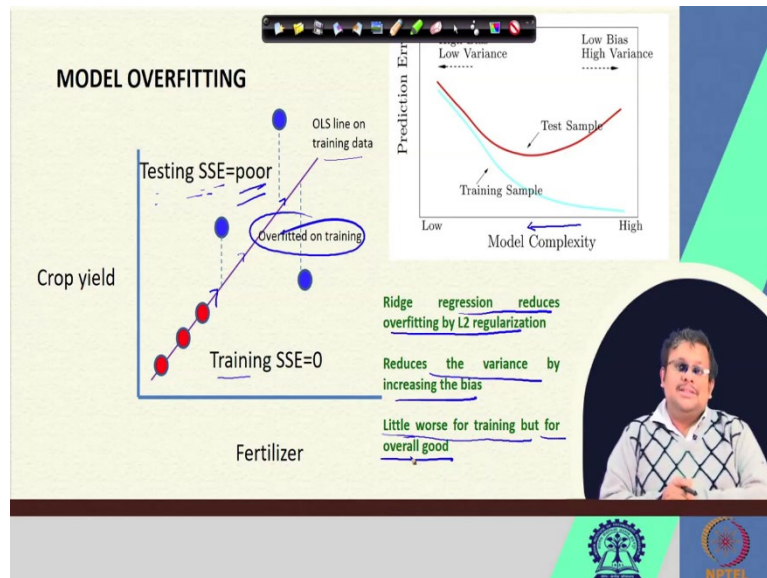 MODEL OVERFITTING
OLS line on
training data
Testing SSE=poor
Overfitted on training
Crop yield
Training SSE=0
Fertilizer
Low Variance
Low Bias
High Variance
Prediction
Test Sample
Training Sample
Low
High
Model Complexity
Ridge regression reduces
overfitting by L2 regularization
Reduces the variance by
increasing the bias
Little worse for training but for
overall good
NPTEL